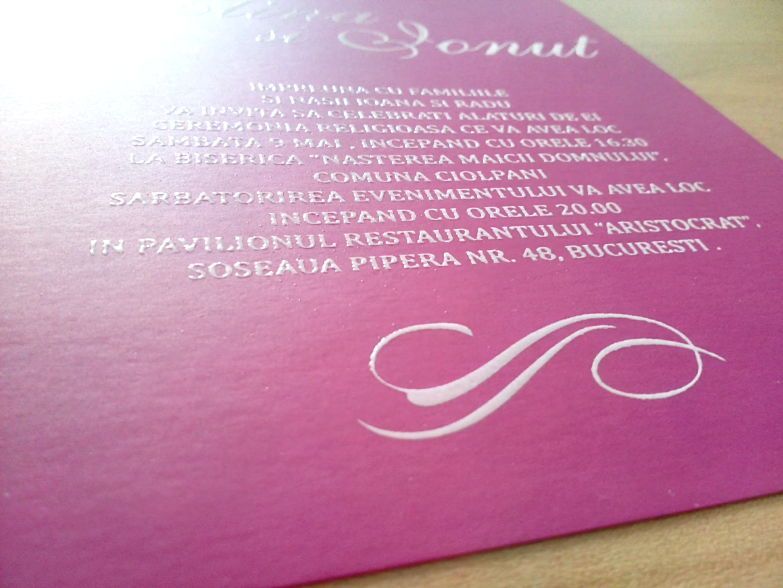 si Ionut
IMPREUNA CU FAMILIILE
SI NASII IOANA SI RADU
VA INVITA SA CELEBRATI ALATURI DE EI
CEREMONIA RELIGIOASA CE VA AVEA LOC
SAMBATA 9 MAI , INCEPAND CU ORELE 16.30
LA BISERICA "NASTEREA MAICII DOMNULUI".
COMUNA CIOLPANI
SARBATORIREA EVENIMENTULUI VA AVEA LOC
INCEPAND CU ORELE 20.00
IN PAVILIONUL RESTAURANTULUI "ARISTOCRAT" .
SOSEAUA PIPERA NR. 48, BUCURESTI .